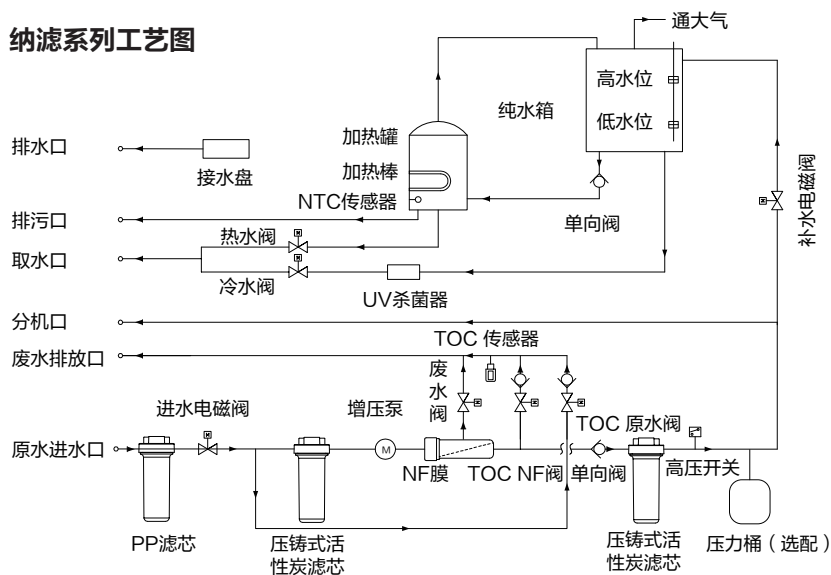 纳滤系列工艺图
通大气
高水位
纯水箱
低水位
加热罐
排水口
接水盘
加热棒
NTC传感器
补水电磁阀
排污口
单向阀
热水阀
取水口
冷水阀
UV杀菌器
分机口
TOC 传感器
废水排放口
废水阀
进水电磁阀
增压泵
TOC 原水阀
原水进水口
M
NF膜
TOC NF阀
单向阀
高压开关
PP滤芯
压铸式活
性炭滤芯
压铸式活
性炭滤芯
压力桶（选配）